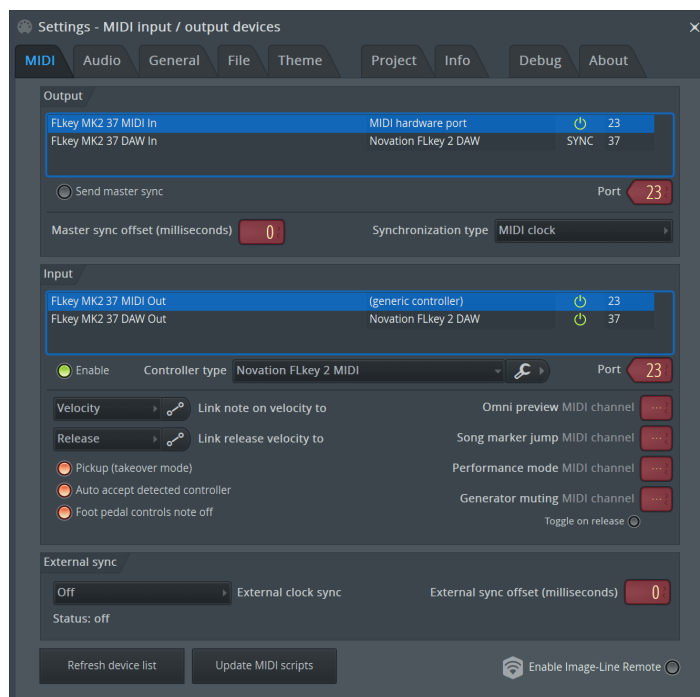 Settings - MIDI input / output devices
MIDI Audio General File Theme Project Info Debug About
Output
FLkey MK2 37 MIDI In MIDI hardware port 23
FLkey MK2 37 DAW In Novation FLkey 2 DAW SYNC 37
Send master sync Port 23
Master sync offset (milliseconds) 0 Synchronization type MIDI clock
Input
FLkey MK2 37 MIDI Out (generic controller) 23
FLkey MK2 37 DAW Out Novation FLkey 2 DAW 37
Enable Controller type Novation FLkey 2 MIDI Port 23
Velocity Link note on velocity to Omni preview MIDI channel ---
Release Link release velocity to Song marker jump MIDI channel ---
Pickup (takeover mode) Performance mode MIDI channel ---
Auto accept detected controller
Generator muting MIDI channel ---
Foot pedal controls note off
Toggle on release
External sync
Off External clock sync External sync offset (milliseconds) 0
Status: off
Refresh device list Update MIDI scripts Enable Image-Line Remote